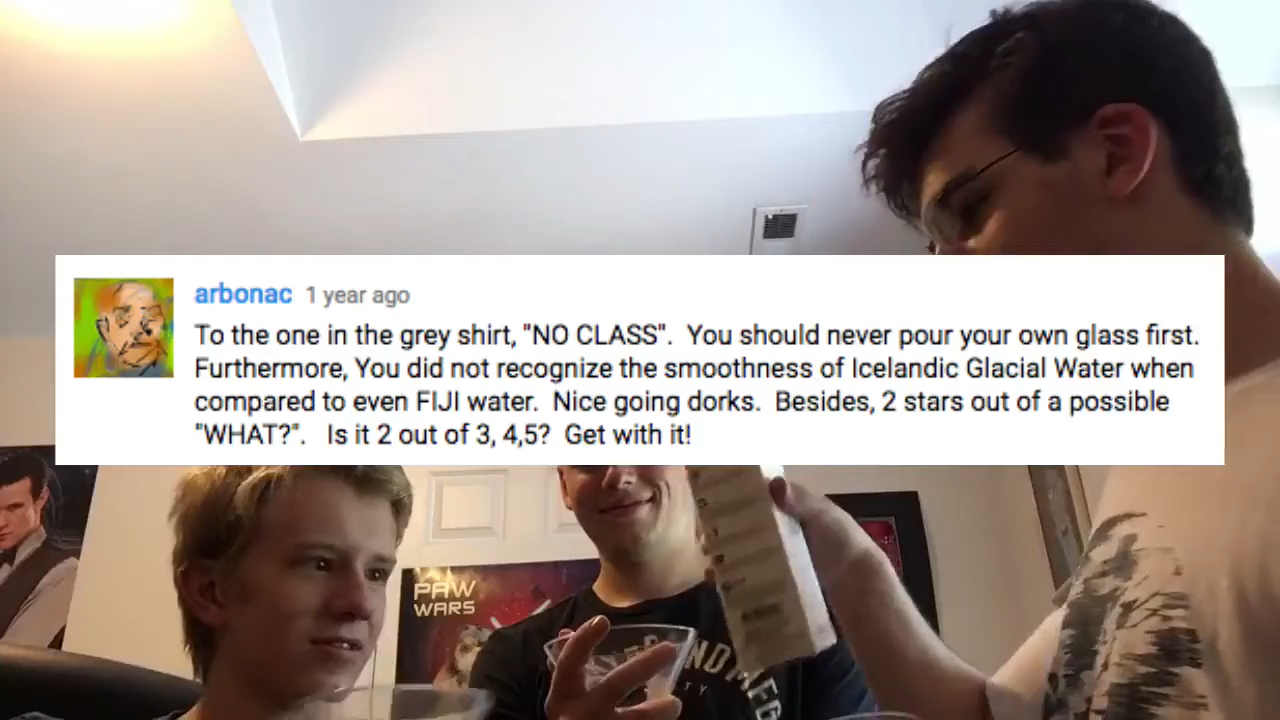 arbonac 1 year ago
To the one in the grey shirt, "NO CLASS". You should never pour your own glass first.
Furthermore, You did not recognize the smoothness of Icelandic Glacial Water when
compared to even FIJI water. Nice going dorks. Besides, 2 stars out of a possible
"WHAT?". Is it 2 out of 3, 4,5? Get with it!
PAW
WARS